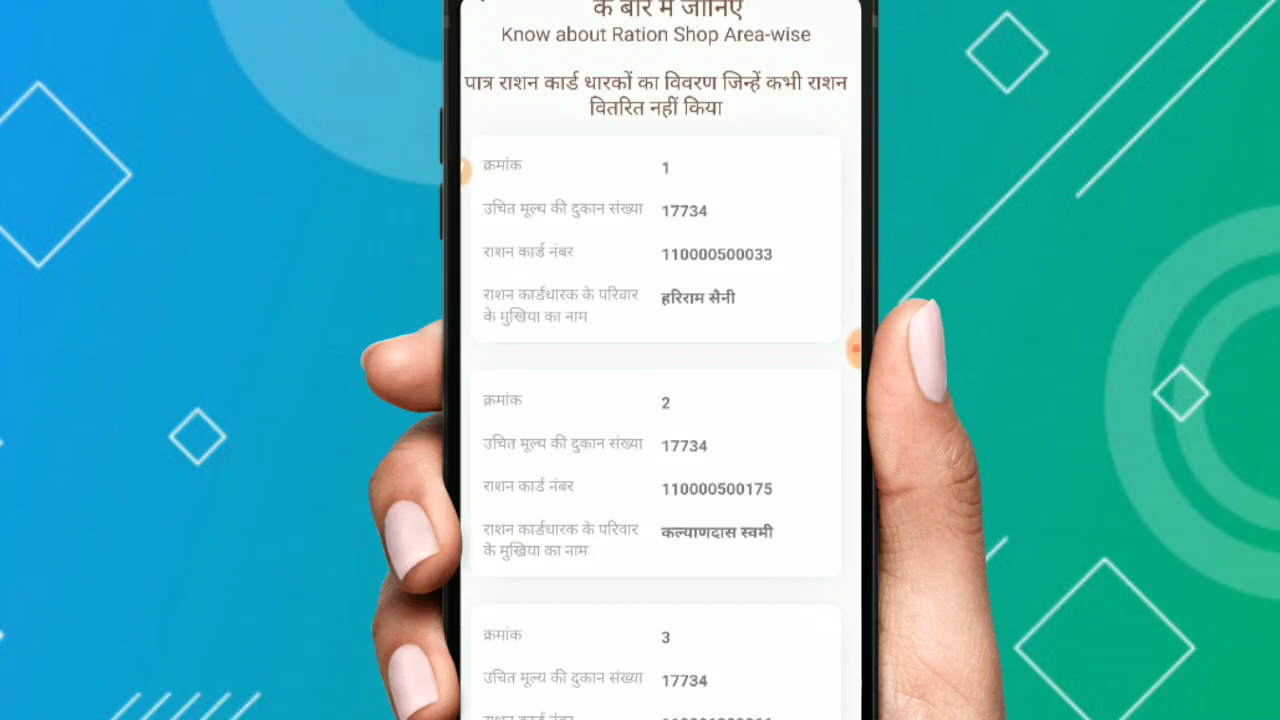 के बारे में जानिए
Know about Ration Shop Area-wise
पात्र राशन कार्ड धारकों का विवरण जिन्हें कभी राशन
वितरित नहीं किया
क्रमांक 1
उचित मूल्य की दुकान संख्या 17734
राशन कार्ड नंबर 110000500033
राशन कार्डधारक के परिवार हरिराम सैनी
के मुखिया का नाम
क्रमांक 2
उचित मूल्य की दुकान संख्या 17734
राशन कार्ड नंबर 110000500175
राशन कार्डधारक के परिवार कल्याणदास स्वमी
के मुखिया का नाम
क्रमांक 3
उचित मूल्य की दुकान संख्या 17734
राशन कार्ड नंबर